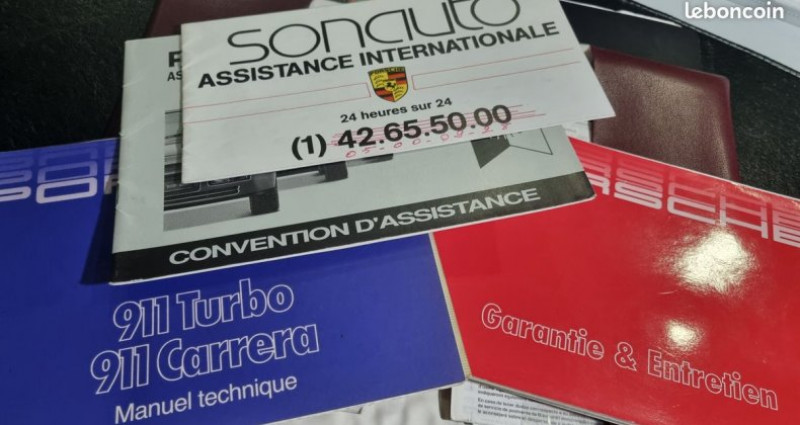 leboncoin
sonauto
ASSISTANCE INTERNATIONALE
24 heures sur 24
(1) 42.65.50.00
CONVENTION D'ASSISTANCE
911 Turbo
911 Carrera
Manuel technique
PORSCHE
Garantie & Entretien